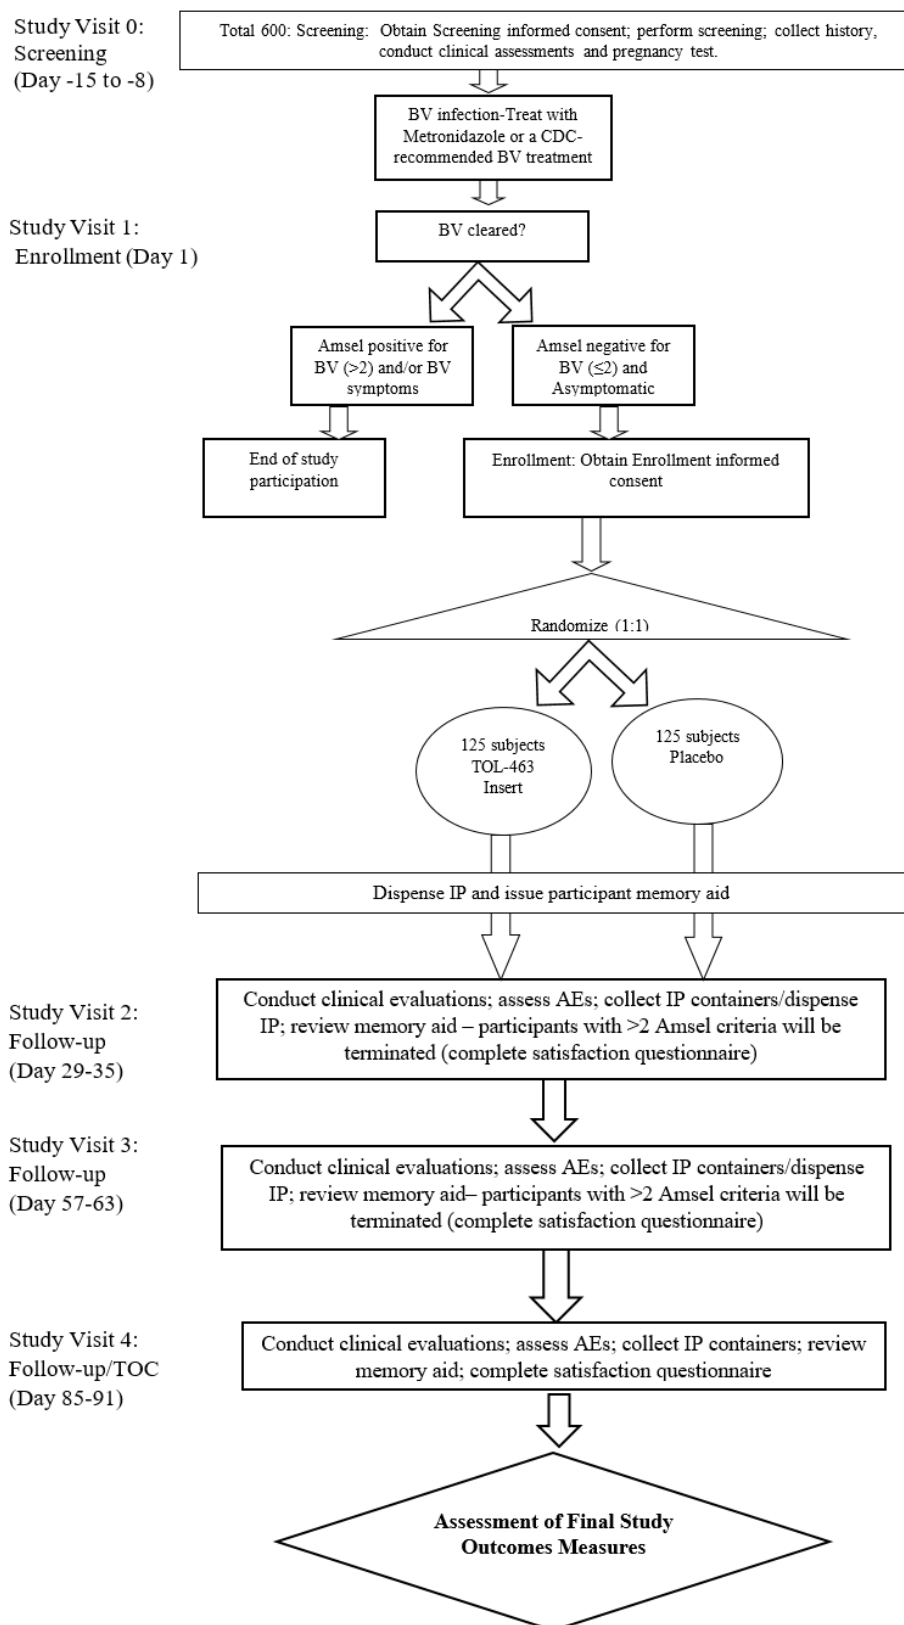 Study Visit 0:
Screening
(Day -15 to -8)
Total 600: Screening: Obtain Screening informed consent; perform screening; collect history,
conduct clinical assessments and pregnancy test.
BV infection-Treat with
Metronidazole or a CDC-
recommended BV treatment
Study Visit 1:
Enrollment (Day 1)
BV cleared?
Amsel positive for
BV (>2) and/or BV
symptoms
Amsel negative for
BV (≤2) and
Asymptomatic
End of study
participation
Enrollment: Obtain Enrollment informed
consent
Randomize (1:1)
125 subjects
TOL-463
Insert
125 subjects
Placebo
Dispense IP and issue participant memory aid
Study Visit 2:
Follow-up
(Day 29-35)
Conduct clinical evaluations; assess AEs; collect IP containers/dispense
IP; review memory aid – participants with >2 Amsel criteria will be
terminated (complete satisfaction questionnaire)
Study Visit 3:
Follow-up
(Day 57-63)
Conduct clinical evaluations; assess AEs; collect IP containers/dispense
IP; review memory aid– participants with >2 Amsel criteria will be
terminated (complete satisfaction questionnaire)
Study Visit 4:
Follow-up/TOC
(Day 85-91)
Conduct clinical evaluations; assess AEs; collect IP containers; review
memory aid; complete satisfaction questionnaire
Assessment of Final Study
Outcomes Measures